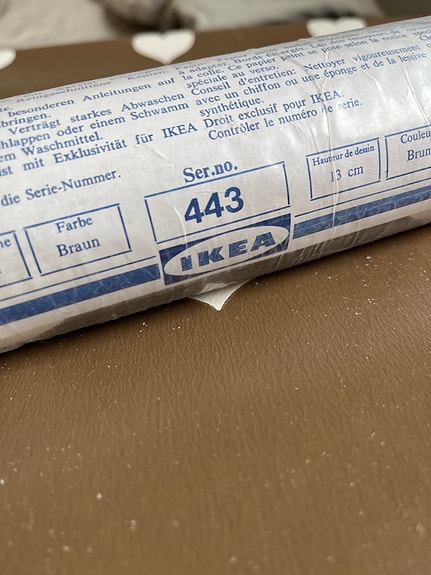 besonderen Anleitungen auf
bringen.
Verträgt starkes Abwaschen
hlappen oder einem Schwamm
em Waschmittel.
ist mit Exklusivität für IKEA
die Serie-Nummer.
la colle. Ce papier peint se pose selon
spéciale au verso.
Conseil d'entretien: Nettoyer vigoureusement
avec un chiffon ou une éponge et de la lessive
synthétique.
Droit exclusif pour IKEA.
Contrôler le numéro de série.
Farbe
Braun
Ser.no.
443
IKEA
Hauteur de dessin
13 cm
Couleu
Brun